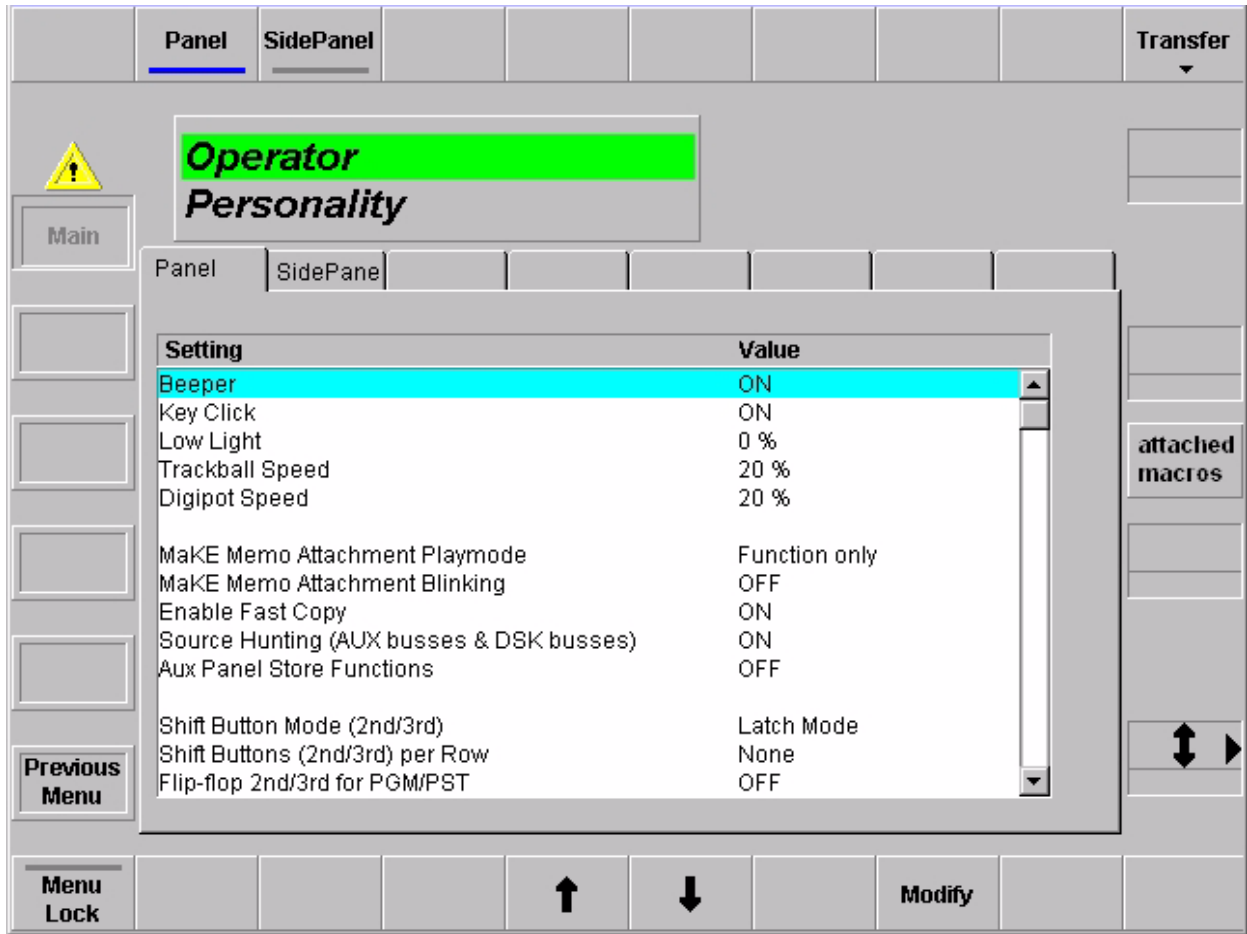 Panel SidePanel Transfer
Operator
Personality
Main
Panel SidePane
Setting Value
Beeper ON
Key Click ON
Low Light 0 %
Trackball Speed 20 %
Digipot Speed 20 %
attached
macros
MaKE Memo Attachment Playmode Function only
MaKE Memo Attachment Blinking OFF
Enable Fast Copy ON
Source Hunting (AUX busses & DSK busses) ON
Aux Panel Store Functions OFF
Shift Button Mode (2nd/3rd) Latch Mode
Shift Buttons (2nd/3rd) per Row None
Flip-flop 2nd/3rd for PGM/PST OFF
Previous
Menu
Menu
Lock
Modify